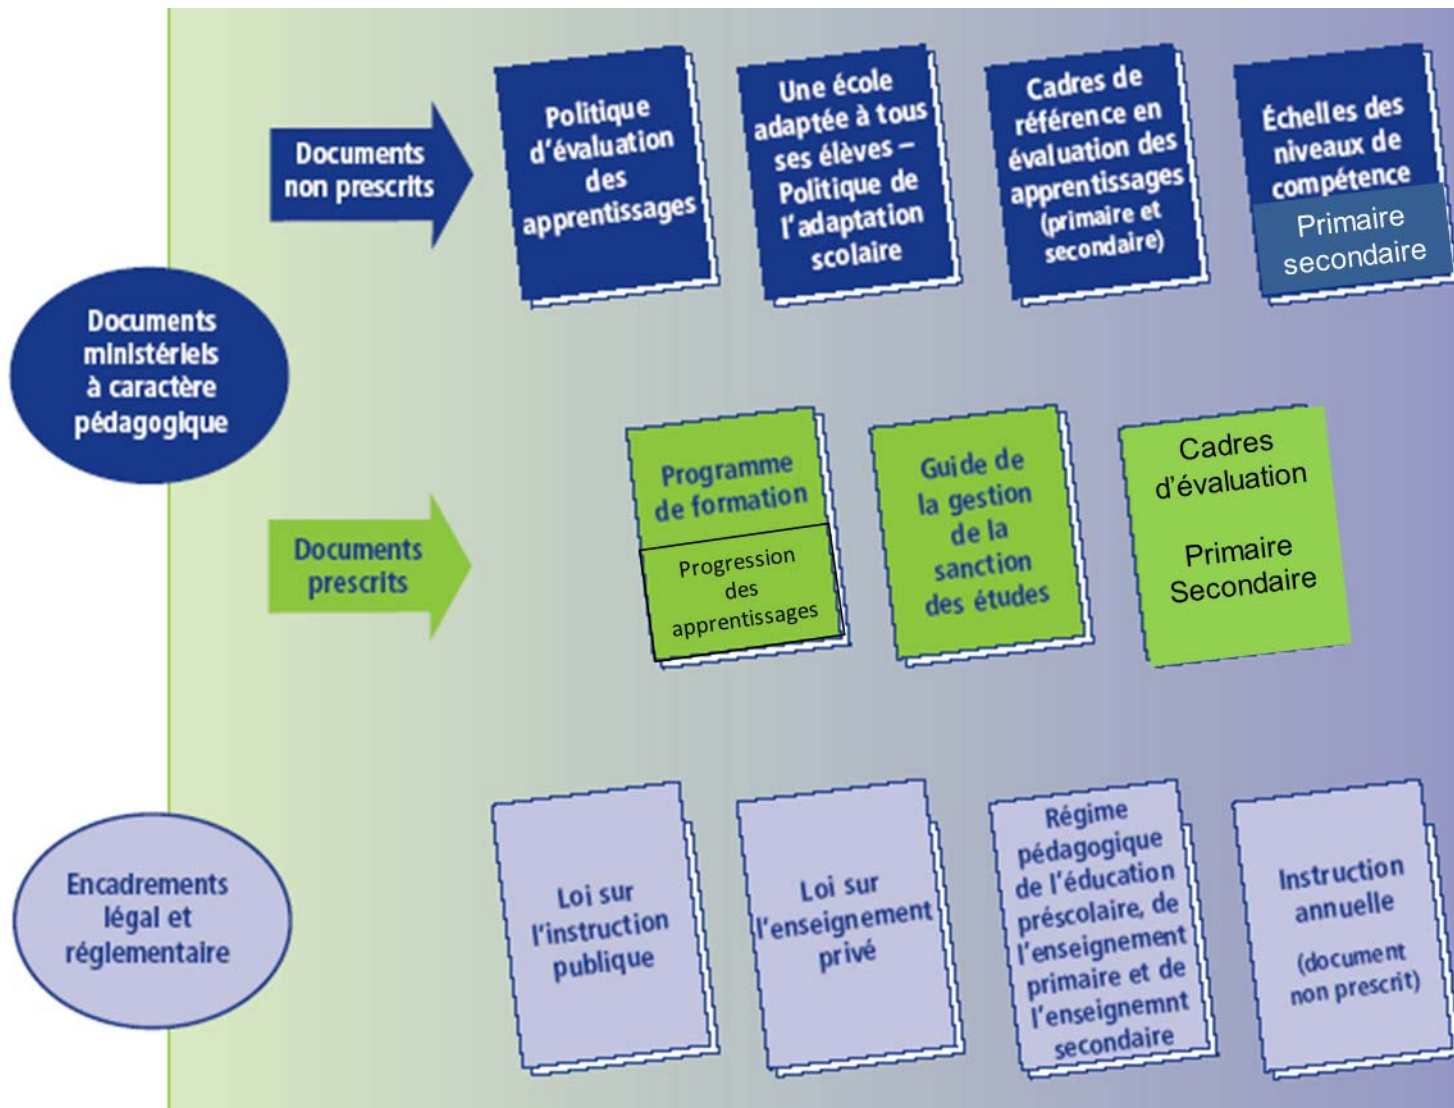 Documents
non prescrits
Politique
d'évaluation
des
apprentissages
Une école
adaptée à tous
ses élèves –
Politique de
l'adaptation
scolaire
Cadres de
référence en
évaluation des
apprentissages
(primaire et
secondaire)
Échelles des
niveaux de
compétence
Primaire
secondaire
Documents
ministériels
à caractère
pédagogique
Documents
prescrits
Programme
de formation
Progression
des
apprentissages
Guide de
la gestion
de la
sanction
des études
Cadres
d'évaluation
Primaire
Secondaire
Encadrements
légal et
réglementaire
Loi sur
l'instruction
publique
Loi sur
l'enseignement
privé
Régime
pédagogique
de l'éducation
préscolaire, de
l'enseignement
primaire et de
l'enseignemnt
secondaire
Instruction
annuelle
(document
non prescrit)